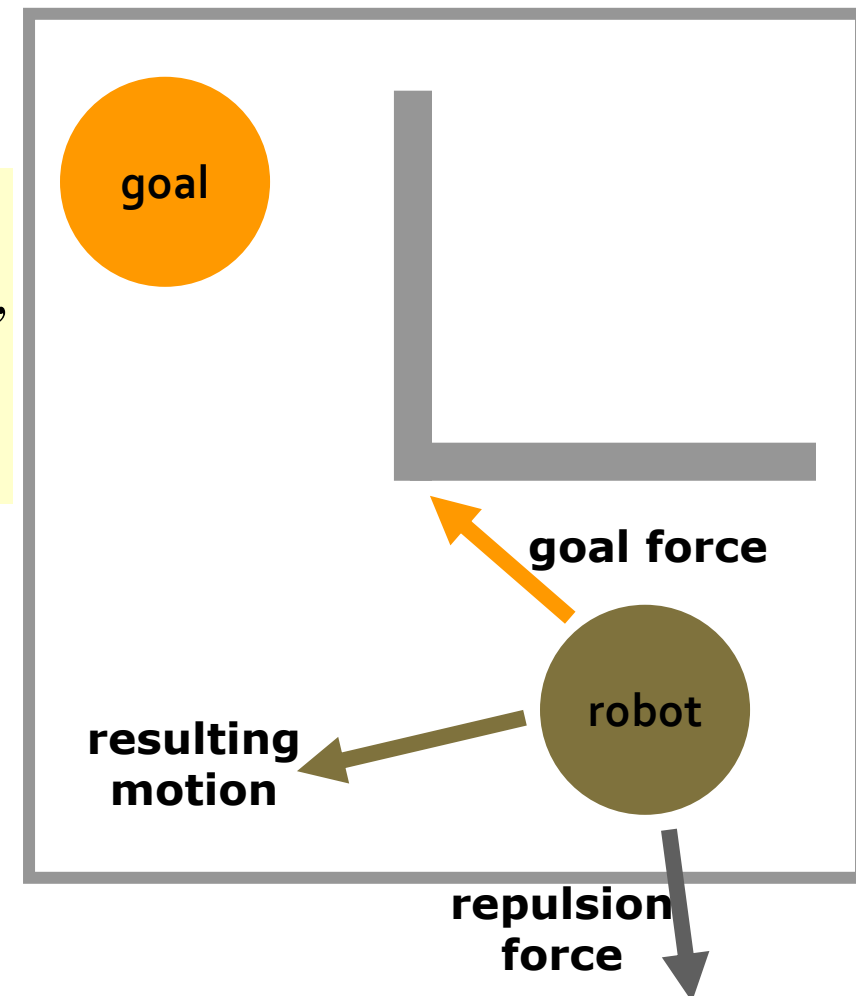 goal
,
goal force
robot
resulting
motion
repulsion
force